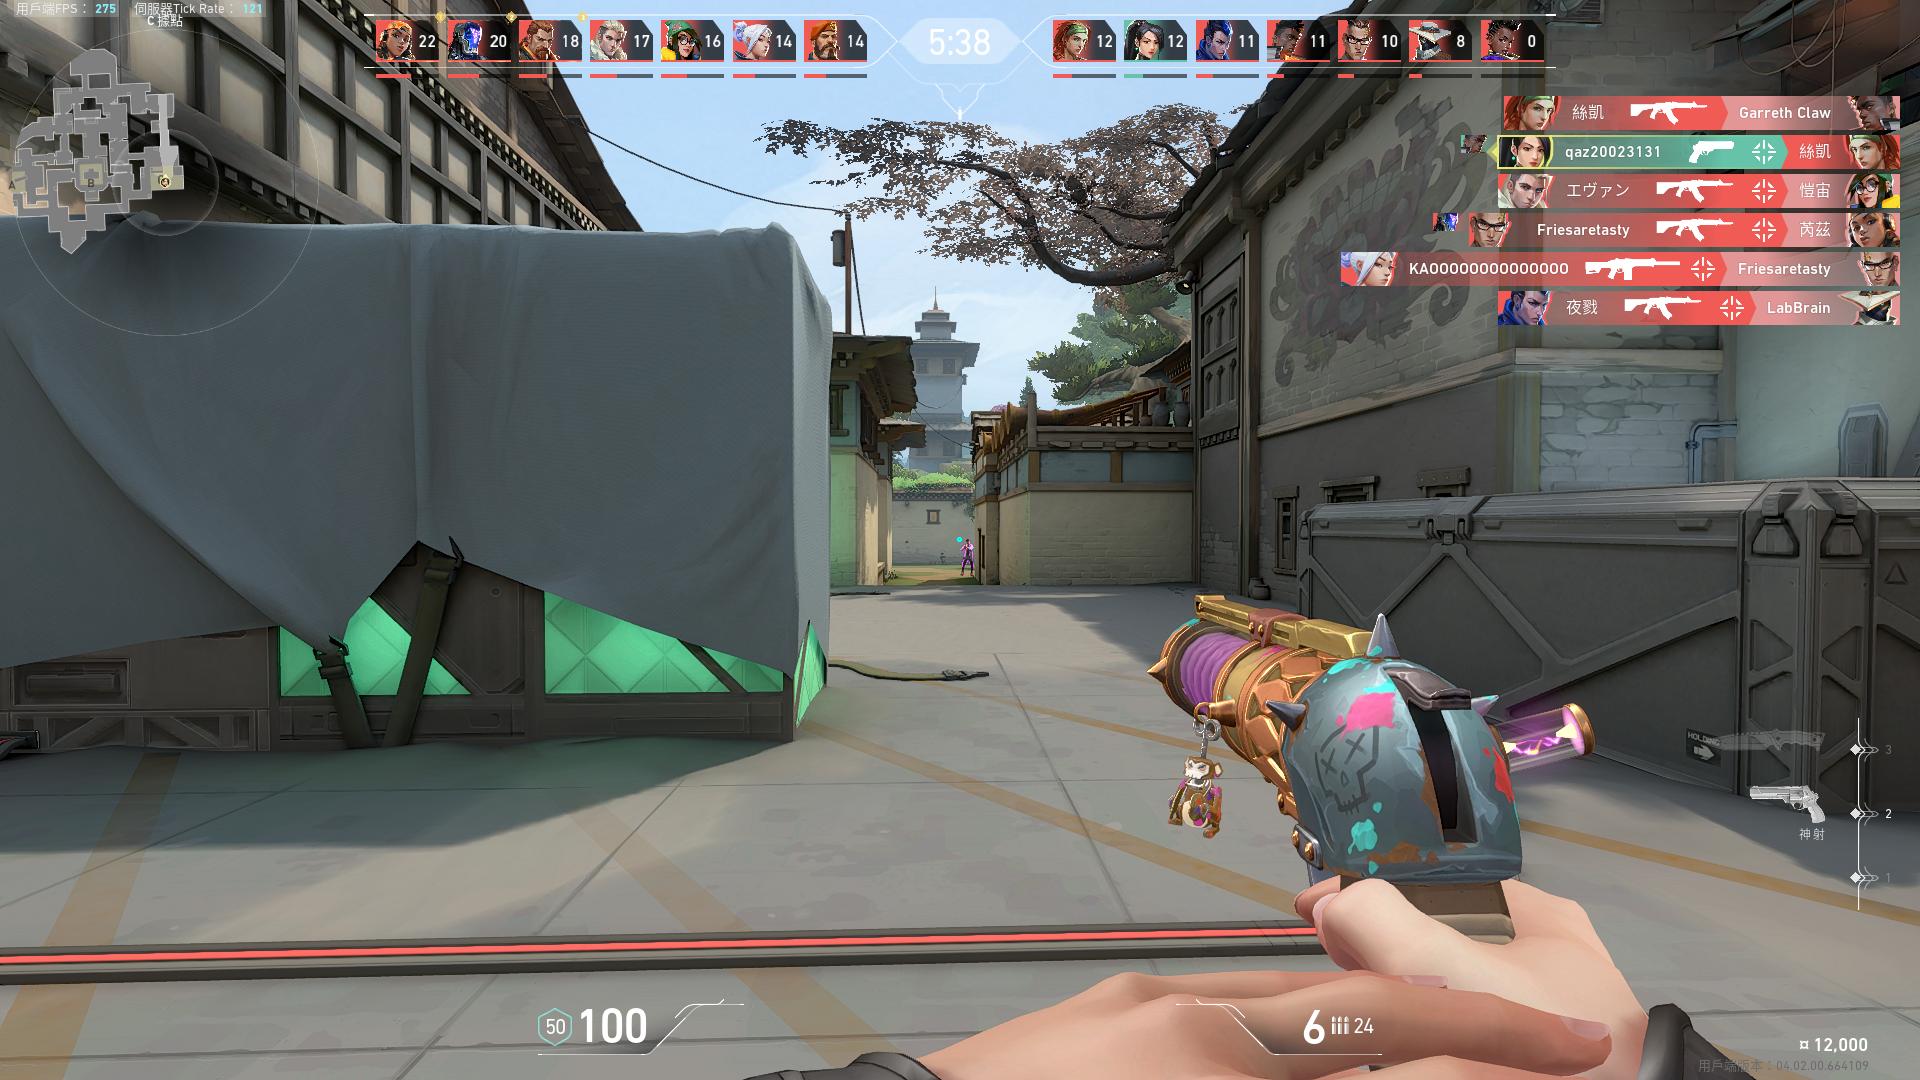 用戶端FPS： 275 伺服器Tick Rate： 121
C 據點
22 20 18 17 16 14 14 5:38 12 12 11 11 10 8 0
A B
絲凱 Garreth Claw
qaz20023131 絲凱
エヴァン 愷宙
Friesaretasty 芮茲
KAOOOOOOOOOOOOOO Friesaretasty
夜戮 LabBrain
HOLDING
3
2
神射
1
50 100
6 24
12,000
用戶端版本：04.02.00.664109